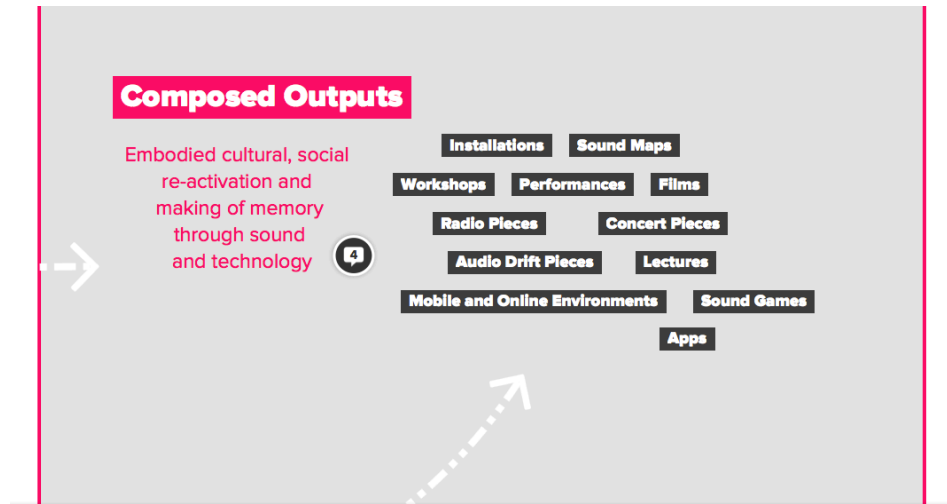 Composed Outputs
Embodied cultural, social
re-activation and
making of memory
through sound
and technology
4
Installations Sound Maps
Workshops Performances Films
Radio Pieces Concert Pieces
Audio Drift Pieces Lectures
Mobile and Online Environments Sound Games
Apps